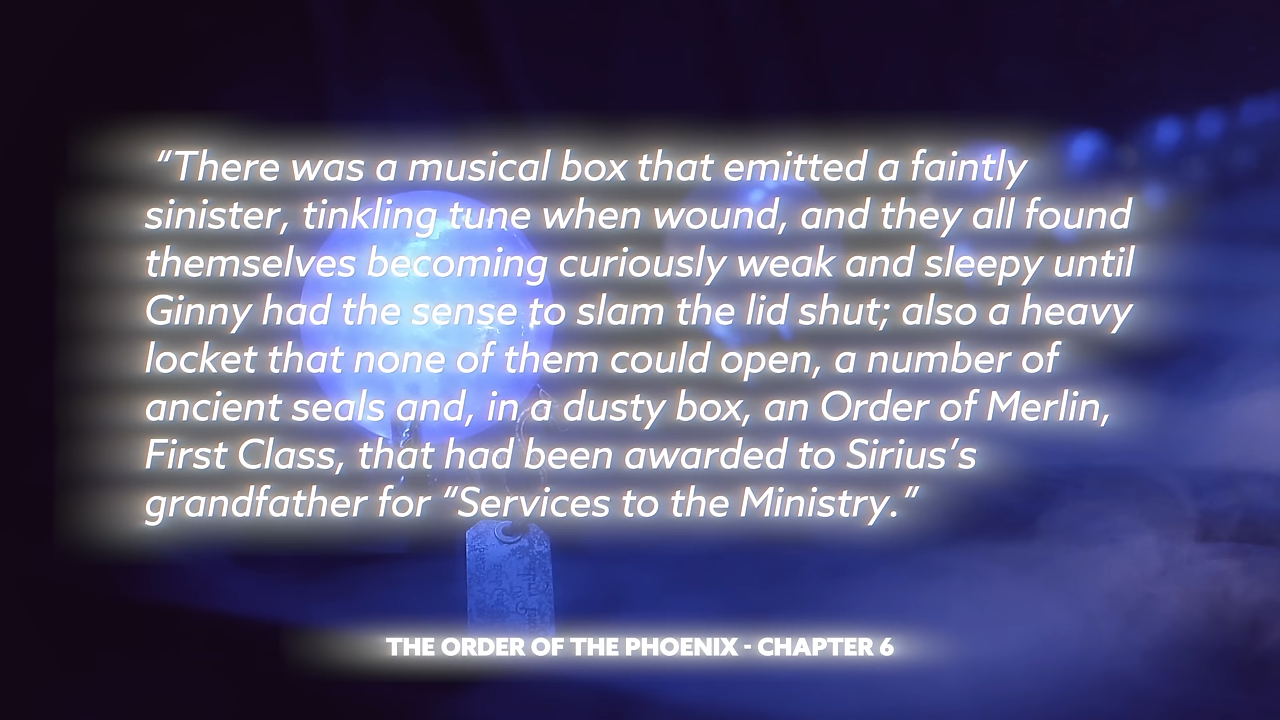 “There was a musical box that emitted a faintly
sinister, tinkling tune when wound, and they all found
themselves becoming curiously weak and sleepy until
Ginny had the sense to slam the lid shut; also a heavy
locket that none of them could open, a number of
ancient seals and, in a dusty box, an Order of Merlin,
First Class, that had been awarded to Sirius’s
grandfather for “Services to the Ministry.”
THE ORDER OF THE PHOENIX - CHAPTER 6